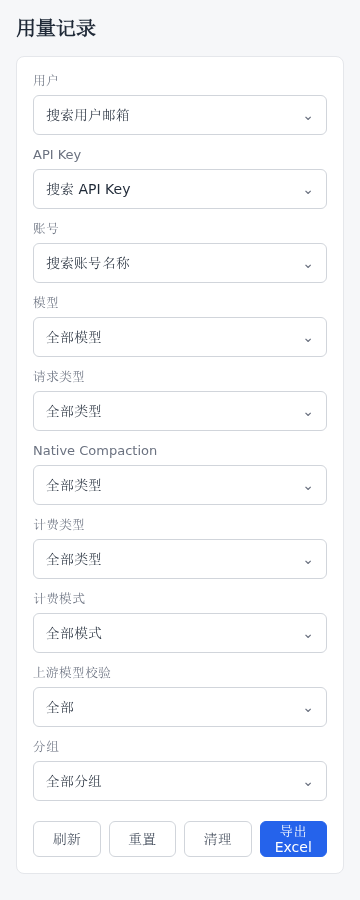 用量记录
用户
搜索用户邮箱
API Key
搜索 API Key
账号
搜索账号名称
模型
全部模型
请求类型
全部类型
Native Compaction
全部类型
计费类型
全部类型
计费模式
全部模式
上游模型校验
全部
分组
全部分组
刷新
重置
清理
导出
Excel